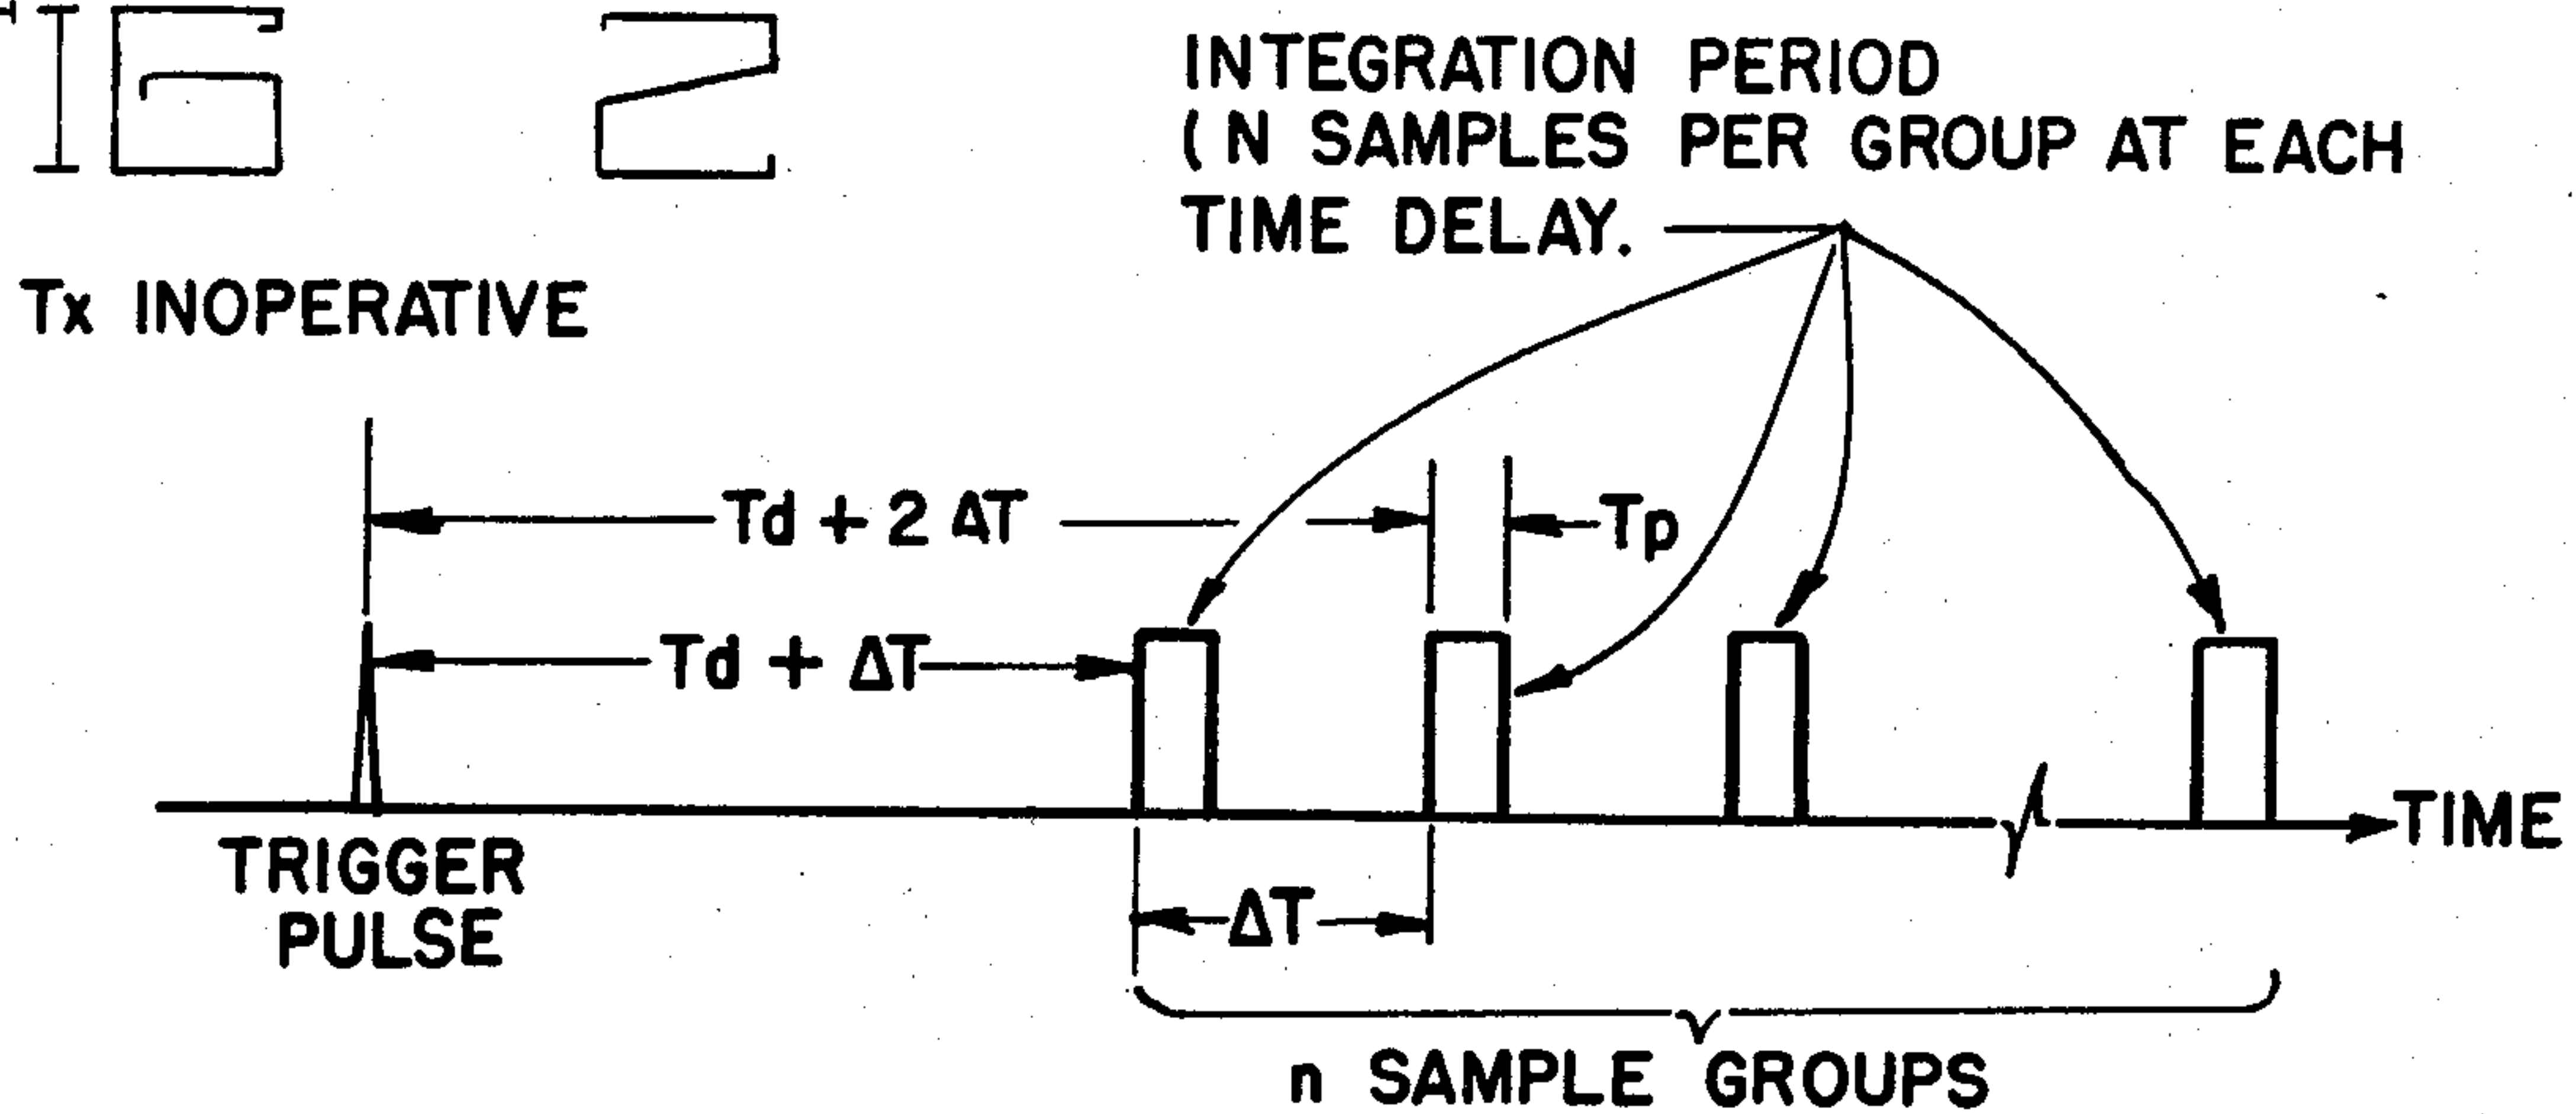 IG 2
INTEGRATION PERIOD
( N SAMPLES PER GROUP AT EACH
TIME DELAY.
Tx INOPERATIVE
Td + 2 ΔT
Tp
Td + ΔT
TIME
TRIGGER
PULSE
ΔT
n SAMPLE GROUPS